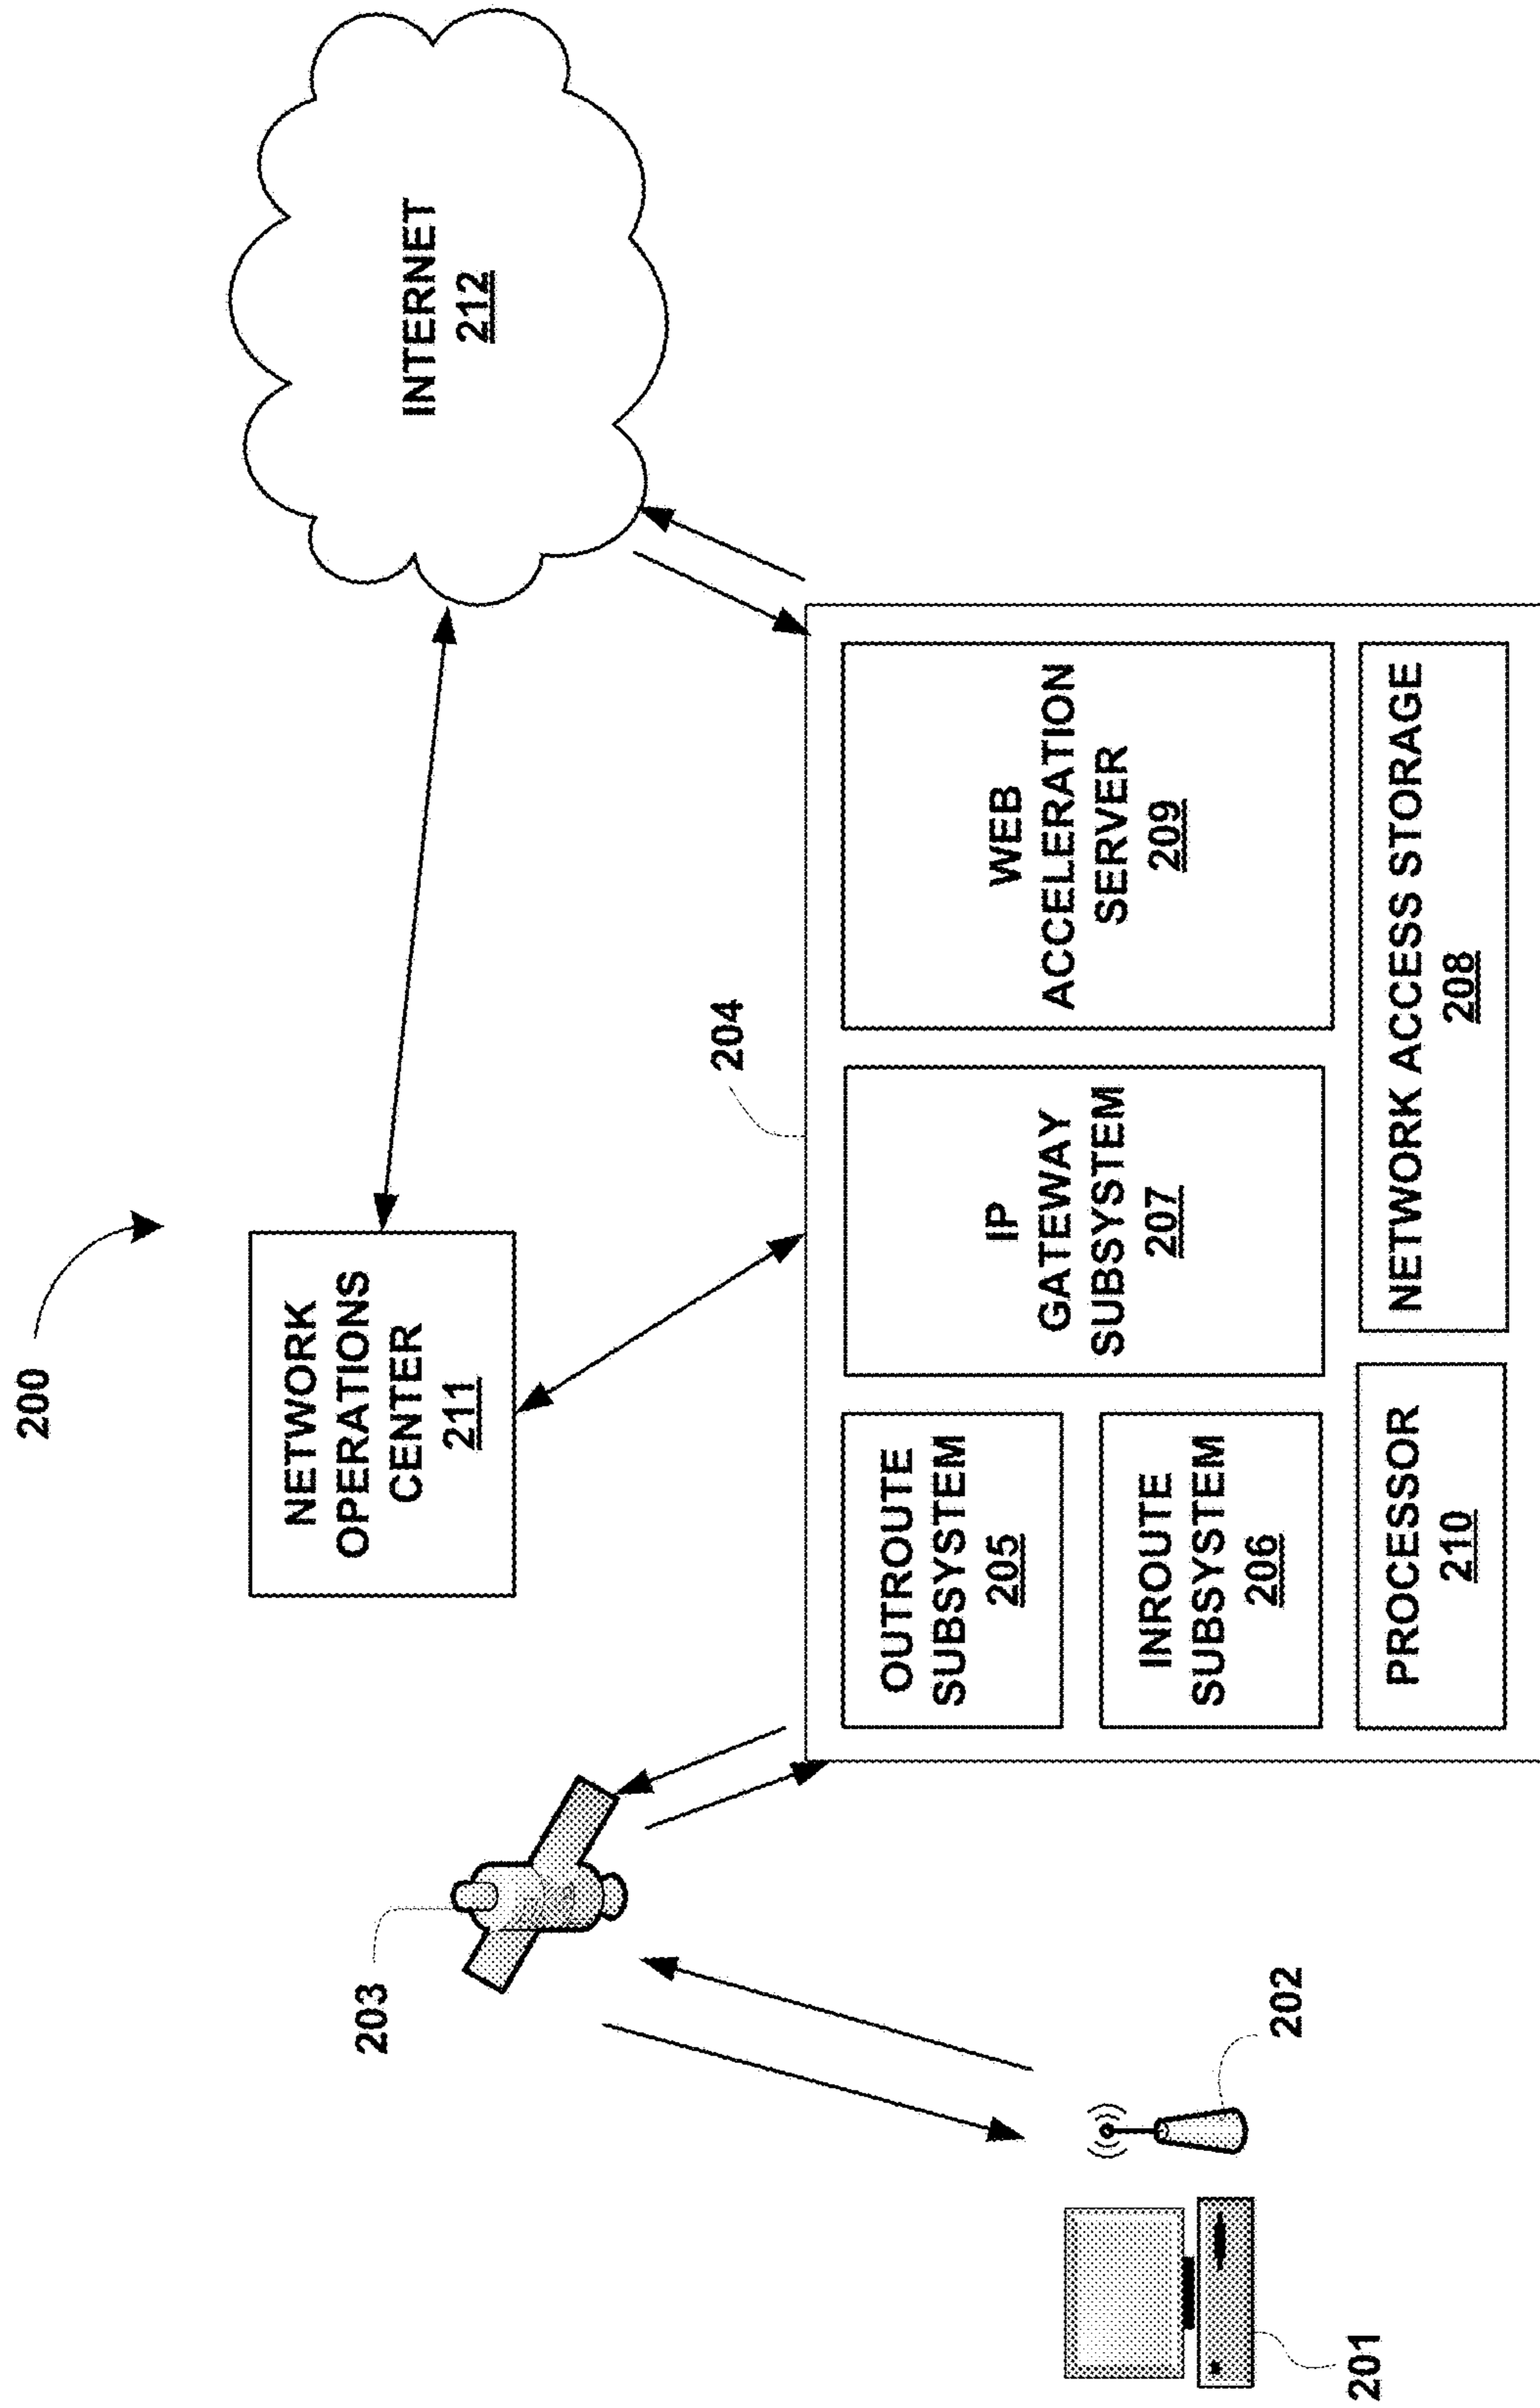 200
NETWORK
OPERATIONS
CENTER
211
INTERNET
212
203
204
OUTROUTE
SUBSYSTEM
205
INROUTE
SUBSYSTEM
206
IP
GATEWAY
SUBSYSTEM
207
WEB
ACCELERATION
SERVER
209
PROCESSOR
210
NETWORK ACCESS STORAGE
208
202
201